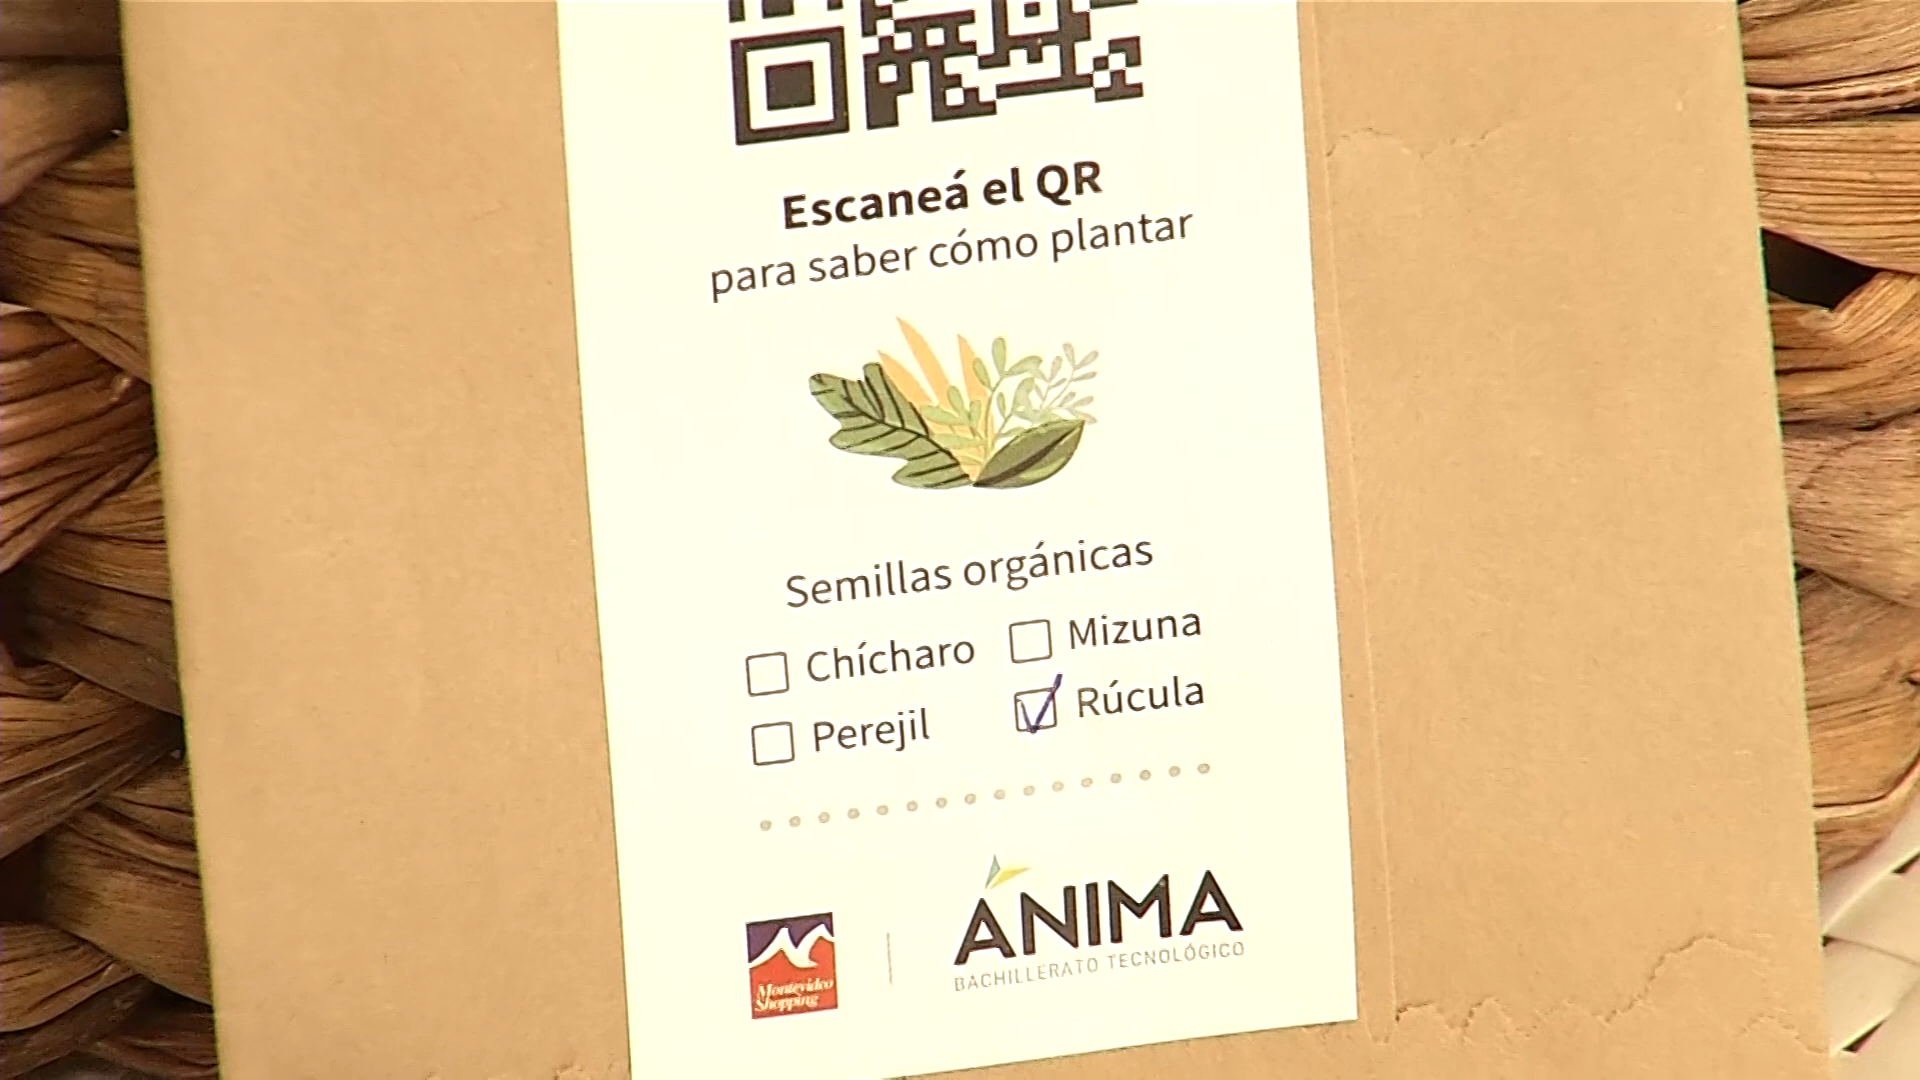 Escaneá el QR
para saber cómo plantar
Semillas orgánicas
Chícharo
Mizuna
Perejil
Rúcula
Montevideo
Shopping
ÁNIMA
BACHILLERATO TECNOLÓGICO